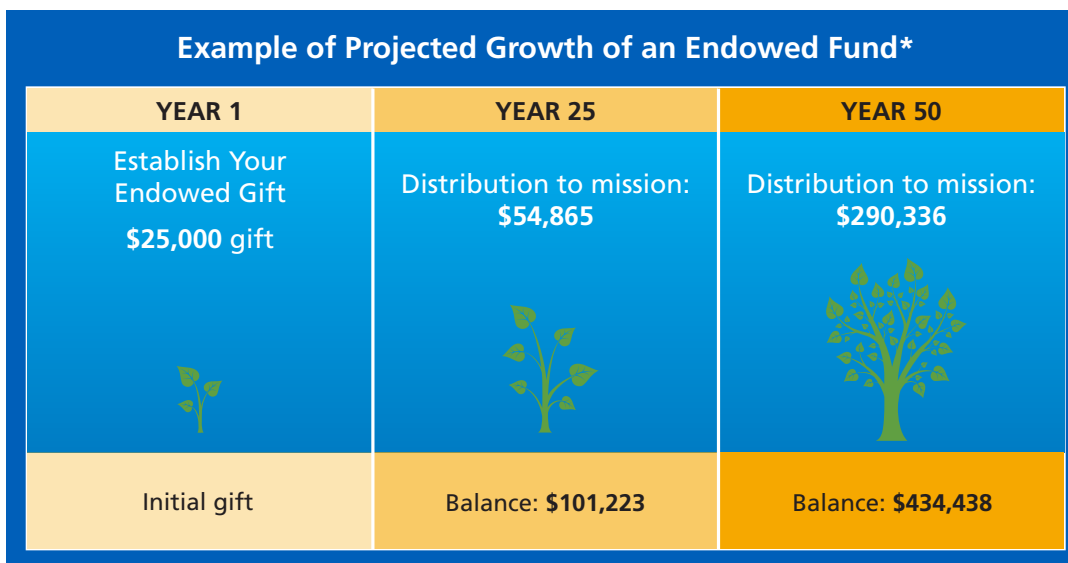 Example of Projected Growth of an Endowed Fund*
YEAR 1
Establish Your
Endowed Gift
$25,000 gift
Initial gift
YEAR 25
Distribution to mission:
$54,865
Balance: $101,223
YEAR 50
Distribution to mission:
$290,336
Balance: $434,438